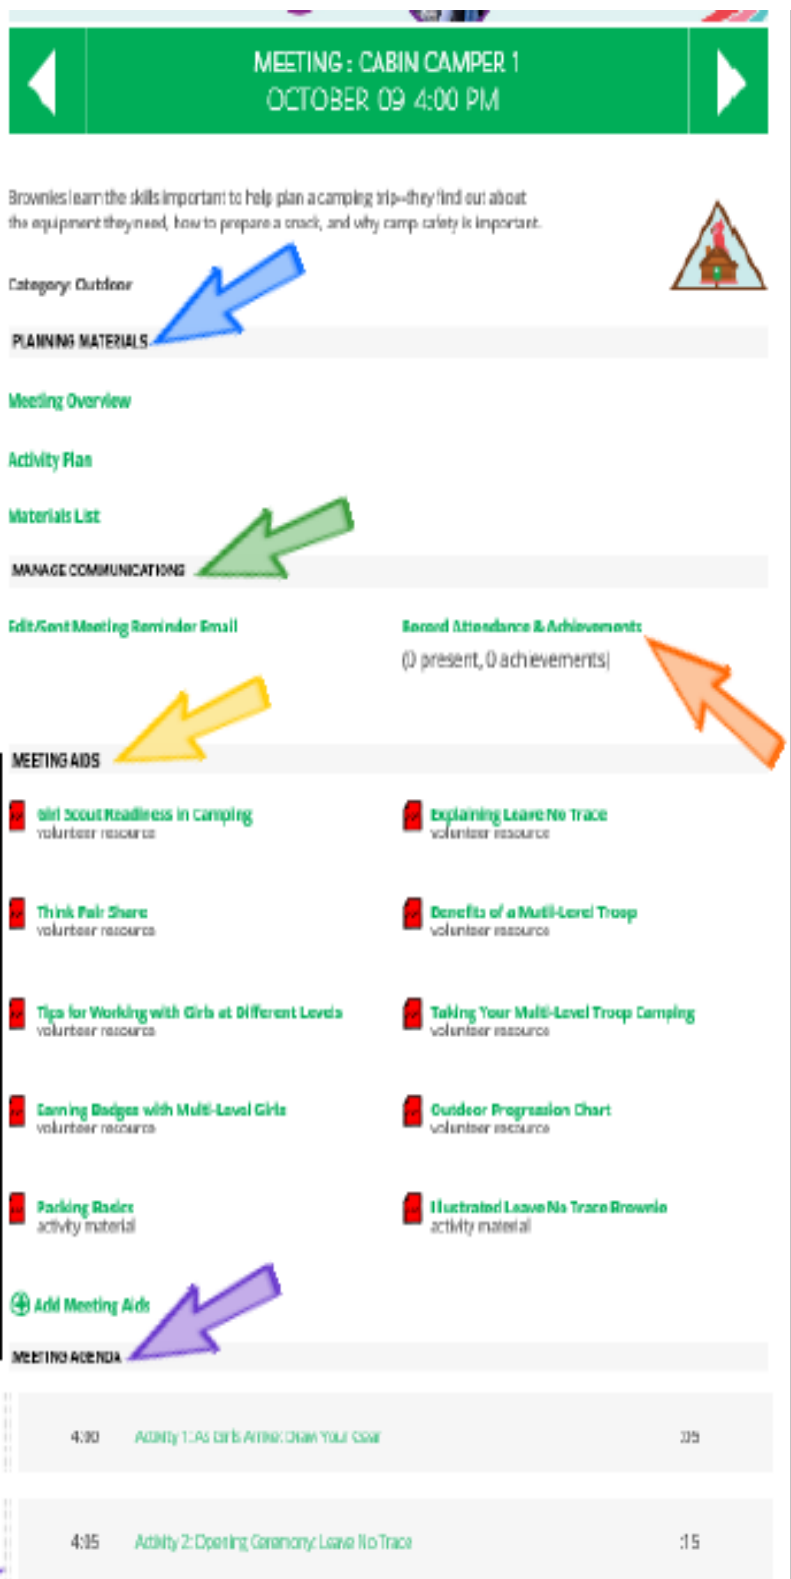 MEETING : CABIN CAMPER 1
OCTOBER 09 4:00 PM
Brownies learn the skills important to help plan a camping trip--they find out about
the equipment they need, how to prepare a snack, and why camp safety is important.
Category: Outdoor
PLANNING MATERIALS
Meeting Overview
Activity Plan
Materials List
MANAGE COMMUNICATIONS
Edit/Sent Meeting Reminder Email
Record Attendance & Achievements
(0 present, 0 achievements)
MEETING AIDS
Girl Scout Readiness in Camping
volunteer resource
Explaining Leave No Trace
volunteer resource
Think Pair Share
volunteer resource
Benefits of a Mutli-Level Troop
volunteer resource
Tips for Working with Girls at Different Levels
volunteer resource
Taking Your Multi-Level Troop Camping
volunteer resource
Earning Badges with Multi-Level Girls
volunteer resource
Outdoor Progression Chart
volunteer resource
Packing Basics
activity material
Illustrated Leave No Trace Brownie
activity material
Add Meeting Aids
MEETING AGENDA
4:00 Activity 1: As Girls Arrive: Draw Your Gear :05
4:05 Activity 2: Opening Ceremony: Leave No Trace :15